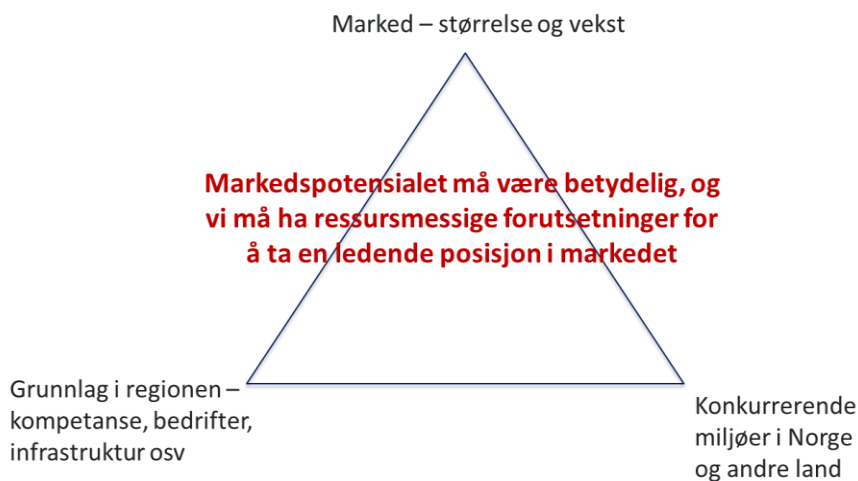 Marked – størrelse og vekst
Markedspotensialet må være betydelig, og
vi må ha ressursmessige forutsetninger for
å ta en ledende posisjon i markedet
Grunnlag i regionen –
kompetanse, bedrifter,
infrastruktur osv
Konkurrerende
miljøer i Norge
og andre land